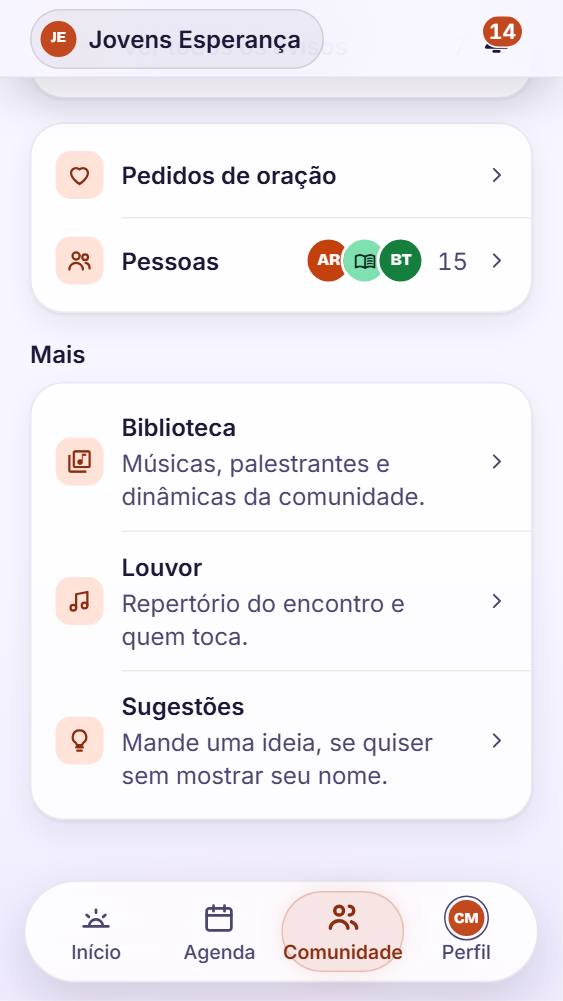 JE Jovens Esperança
14
Pedidos de oração
Pessoas AR BT 15
Mais
Biblioteca
Músicas, palestrantes e
dinâmicas da comunidade.
Louvor
Repertório do encontro e
quem toca.
Sugestões
Mande uma ideia, se quiser
sem mostrar seu nome.
CM
Início Agenda Comunidade Perfil